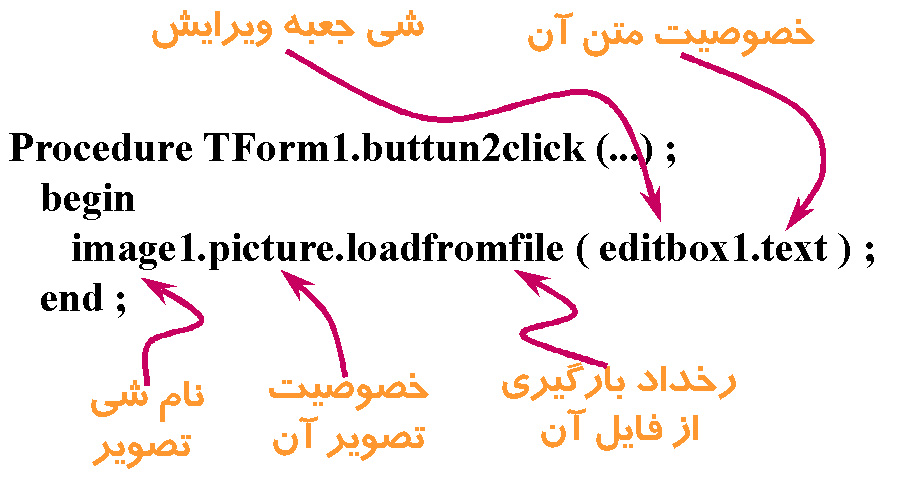 شی جعبه ویرایش
خصوصیت متن آن
Procedure TForm1.buttun2click (...) ;
begin
image1.picture.loadfromfile ( editbox1.text ) ;
end ;
نام شی
تصویر
خصوصیت
تصویر آن
رخداد بارگیری
از فایل آن